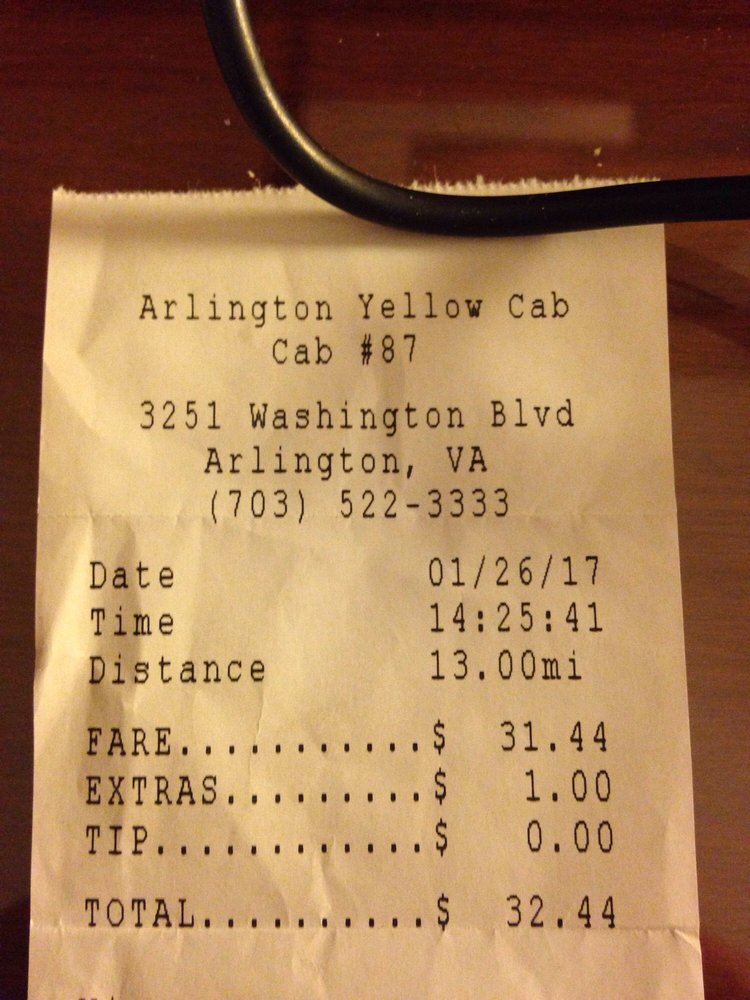 Arlington Yellow Cab
Cab #87
3251 Washington Blvd
Arlington, VA
(703) 522-3333
Date 01/26/17
Time 14:25:41
Distance 13.00mi
FARE...........$ 31.44
EXTRAS.........$ 1.00
TIP............$ 0.00
TOTAL..........$ 32.44